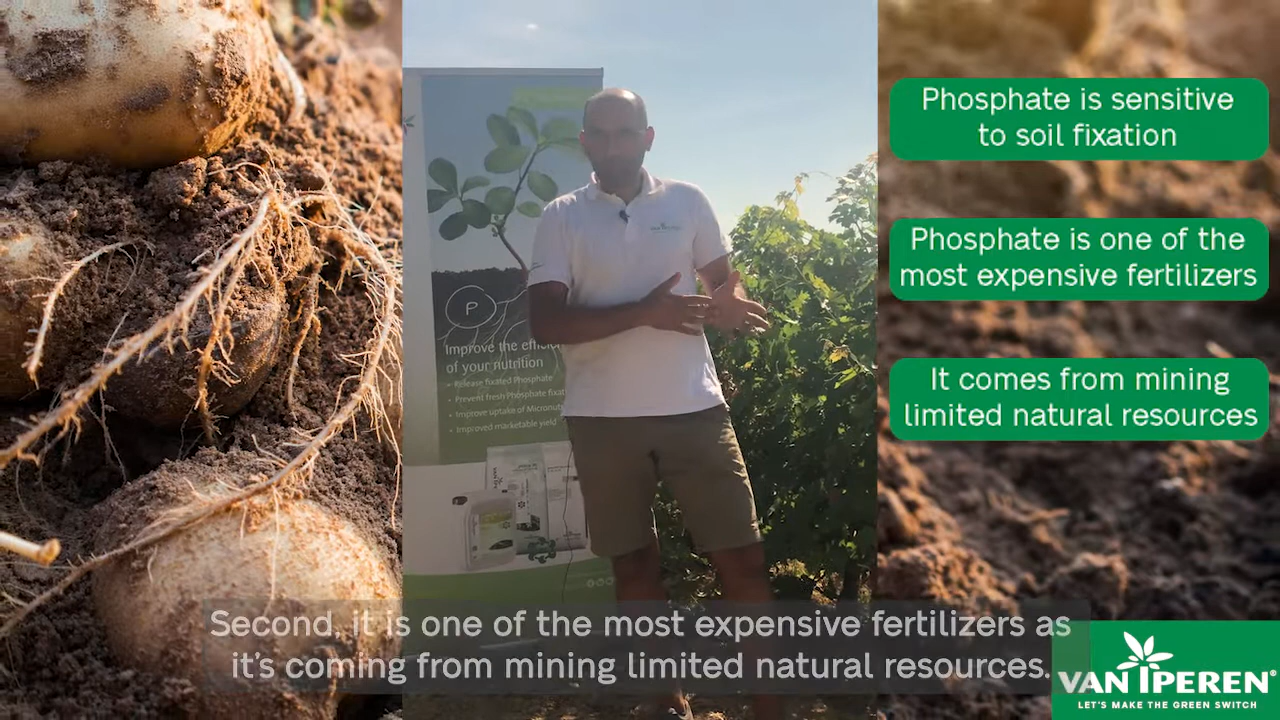 Phosphate is sensitive
to soil fixation
Phosphate is one of the
most expensive fertilizers
It comes from mining
limited natural resources
P
Improve the
of your nutrition
• Release fixated Phosphate
• Prevent fresh Phosphate
• Improve uptake of
• Improved marketable yield
Second, it is one of the most expensive fertilizers as
it's coming from mining limited natural resources.
VAN IPEREN®
LET'S MAKE THE GREEN SWITCH